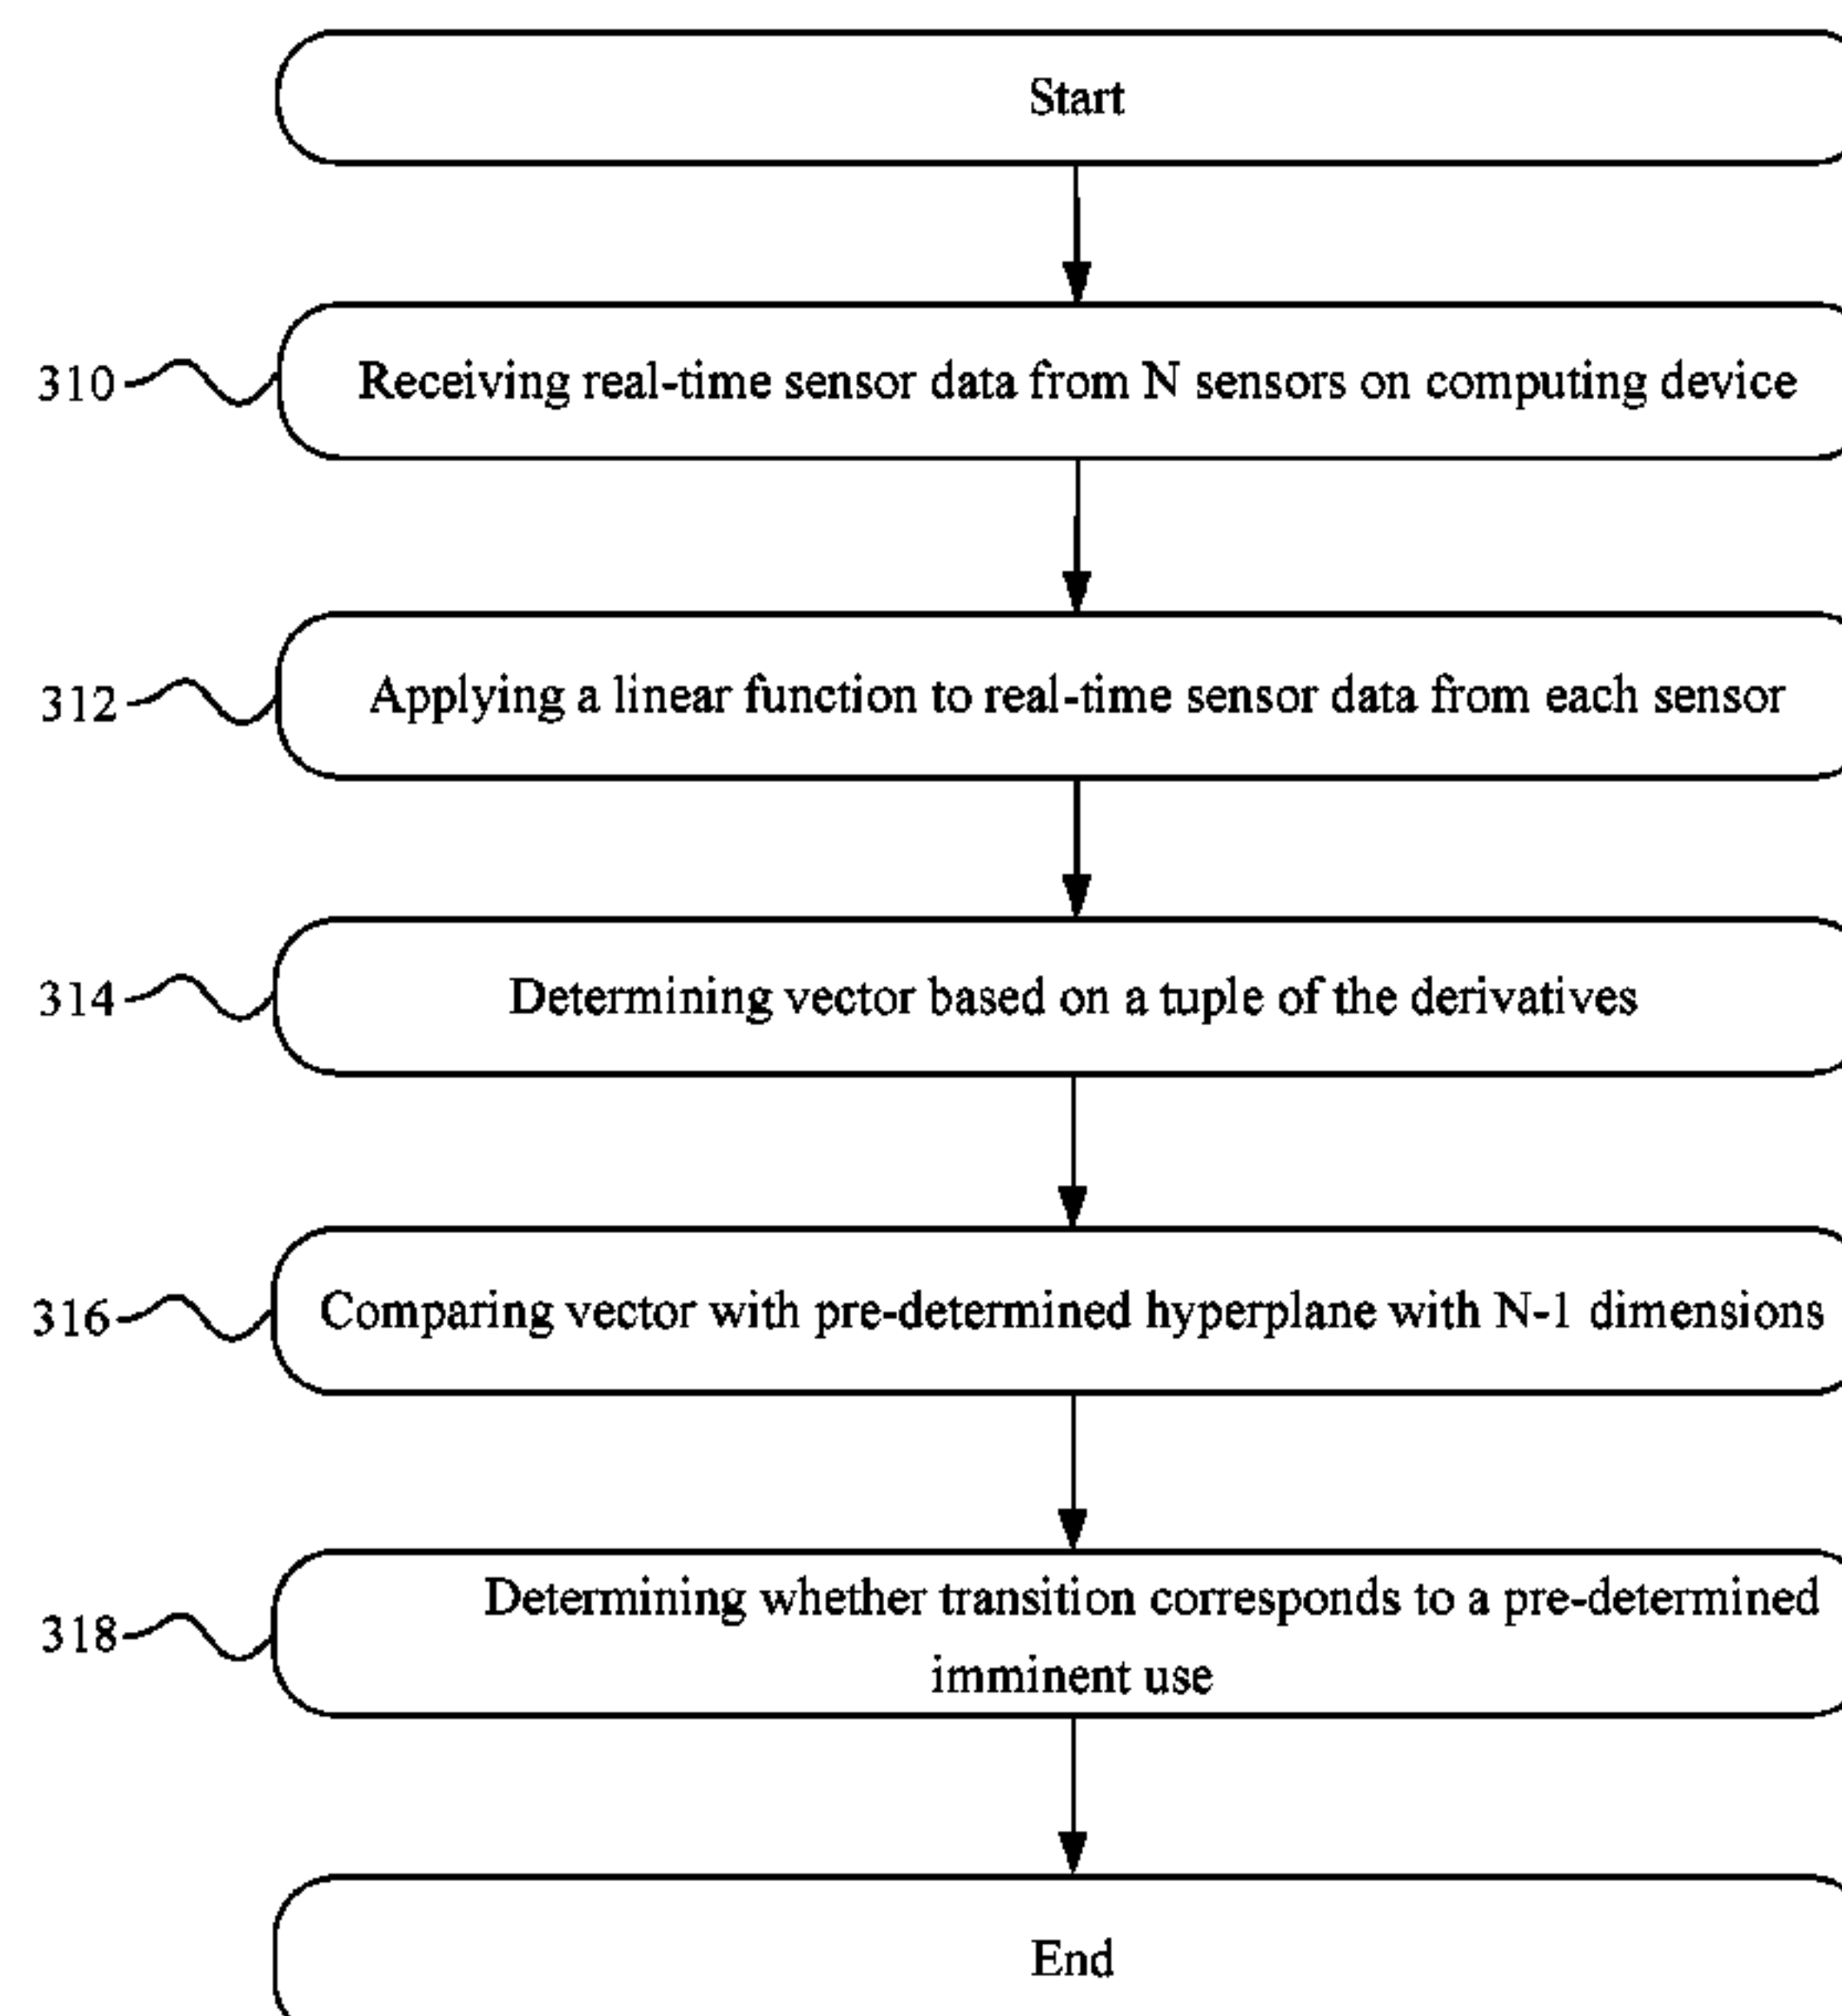 Start
310
Receiving real-time sensor data from N sensors on computing device
312
Applying a linear function to real-time sensor data from each sensor
314
Determining vector based on a tuple of the derivatives
316
Comparing vector with pre-determined hyperplane with N-1 dimensions
318
Determining whether transition corresponds to a pre-determined
imminent use
End